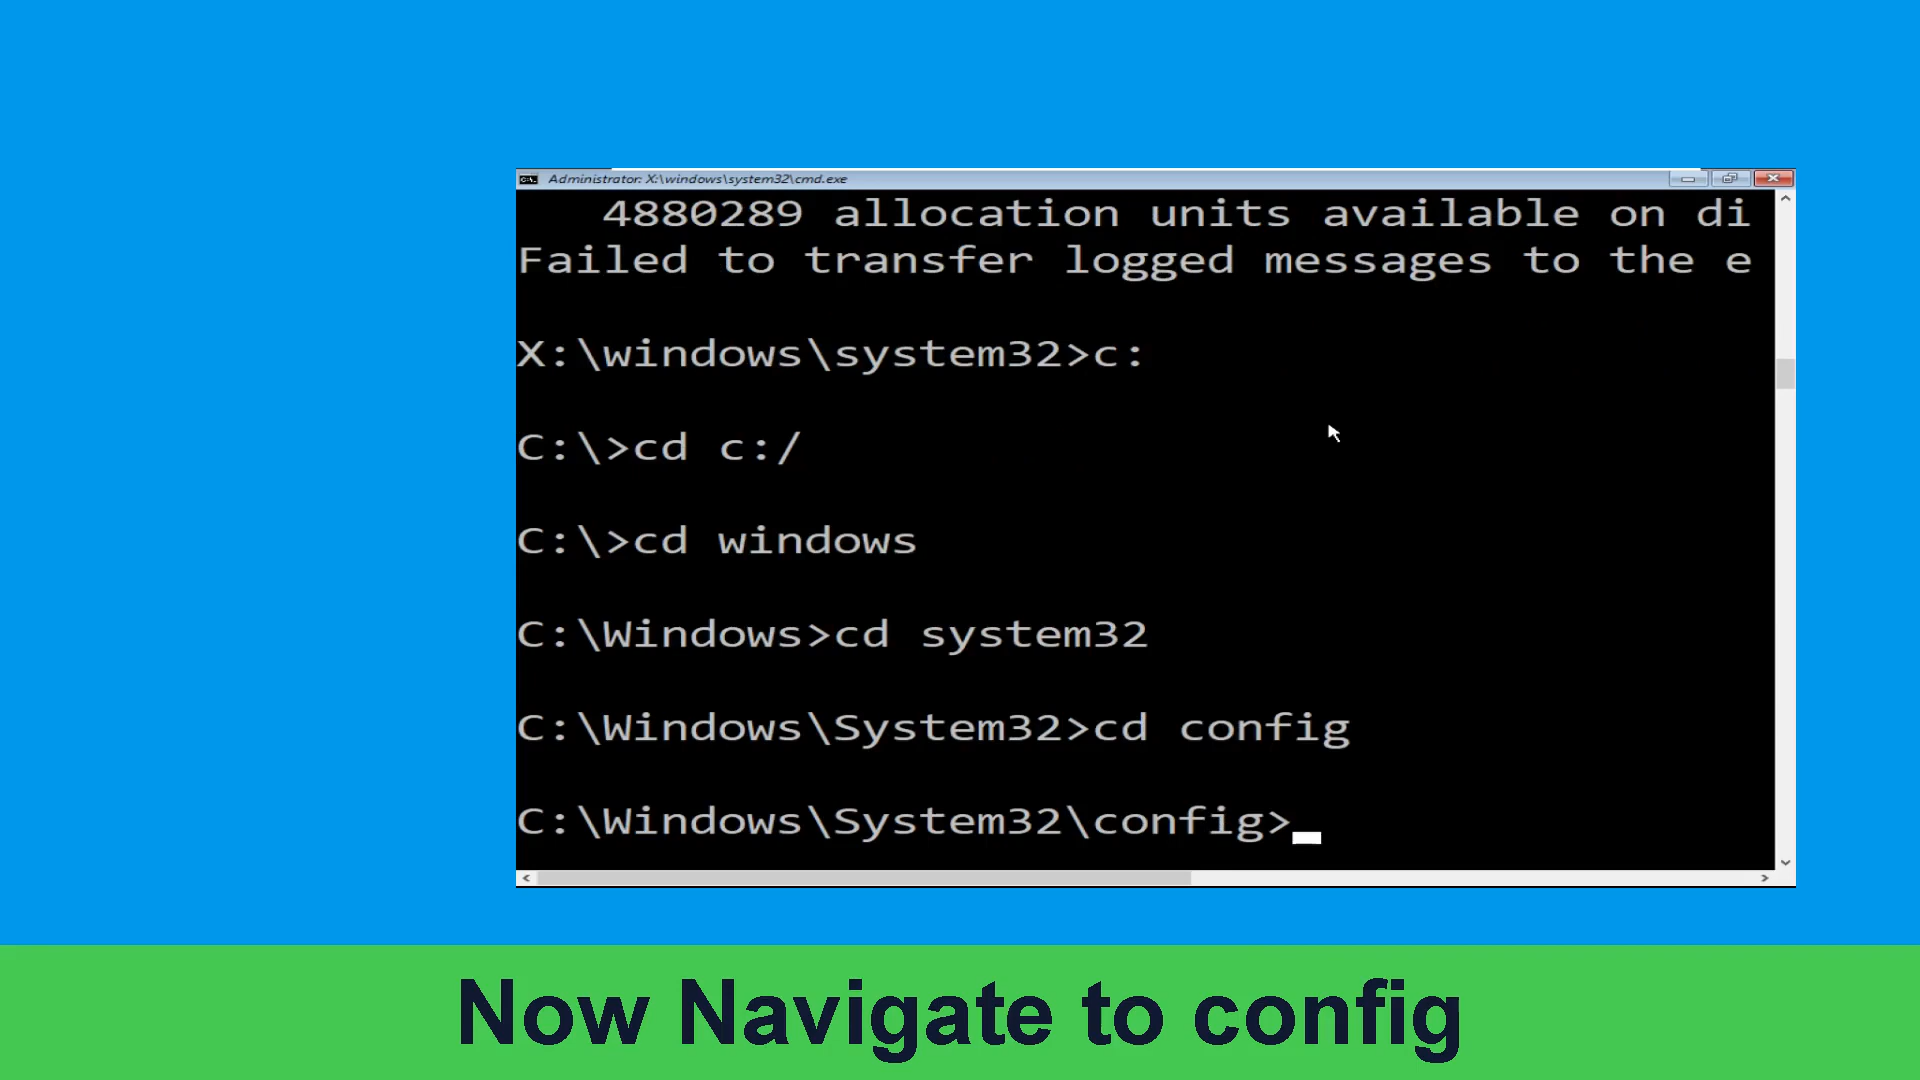 Administrator: X:\windows\system32\cmd.exe
4880289 allocation units available on di
Failed to transfer logged messages to the e
X:\windows\system32>c:
C:\>cd c:/
C:\>cd windows
C:\Windows>cd system32
C:\Windows\System32>cd config
C:\Windows\System32\config>
Now Navigate to config